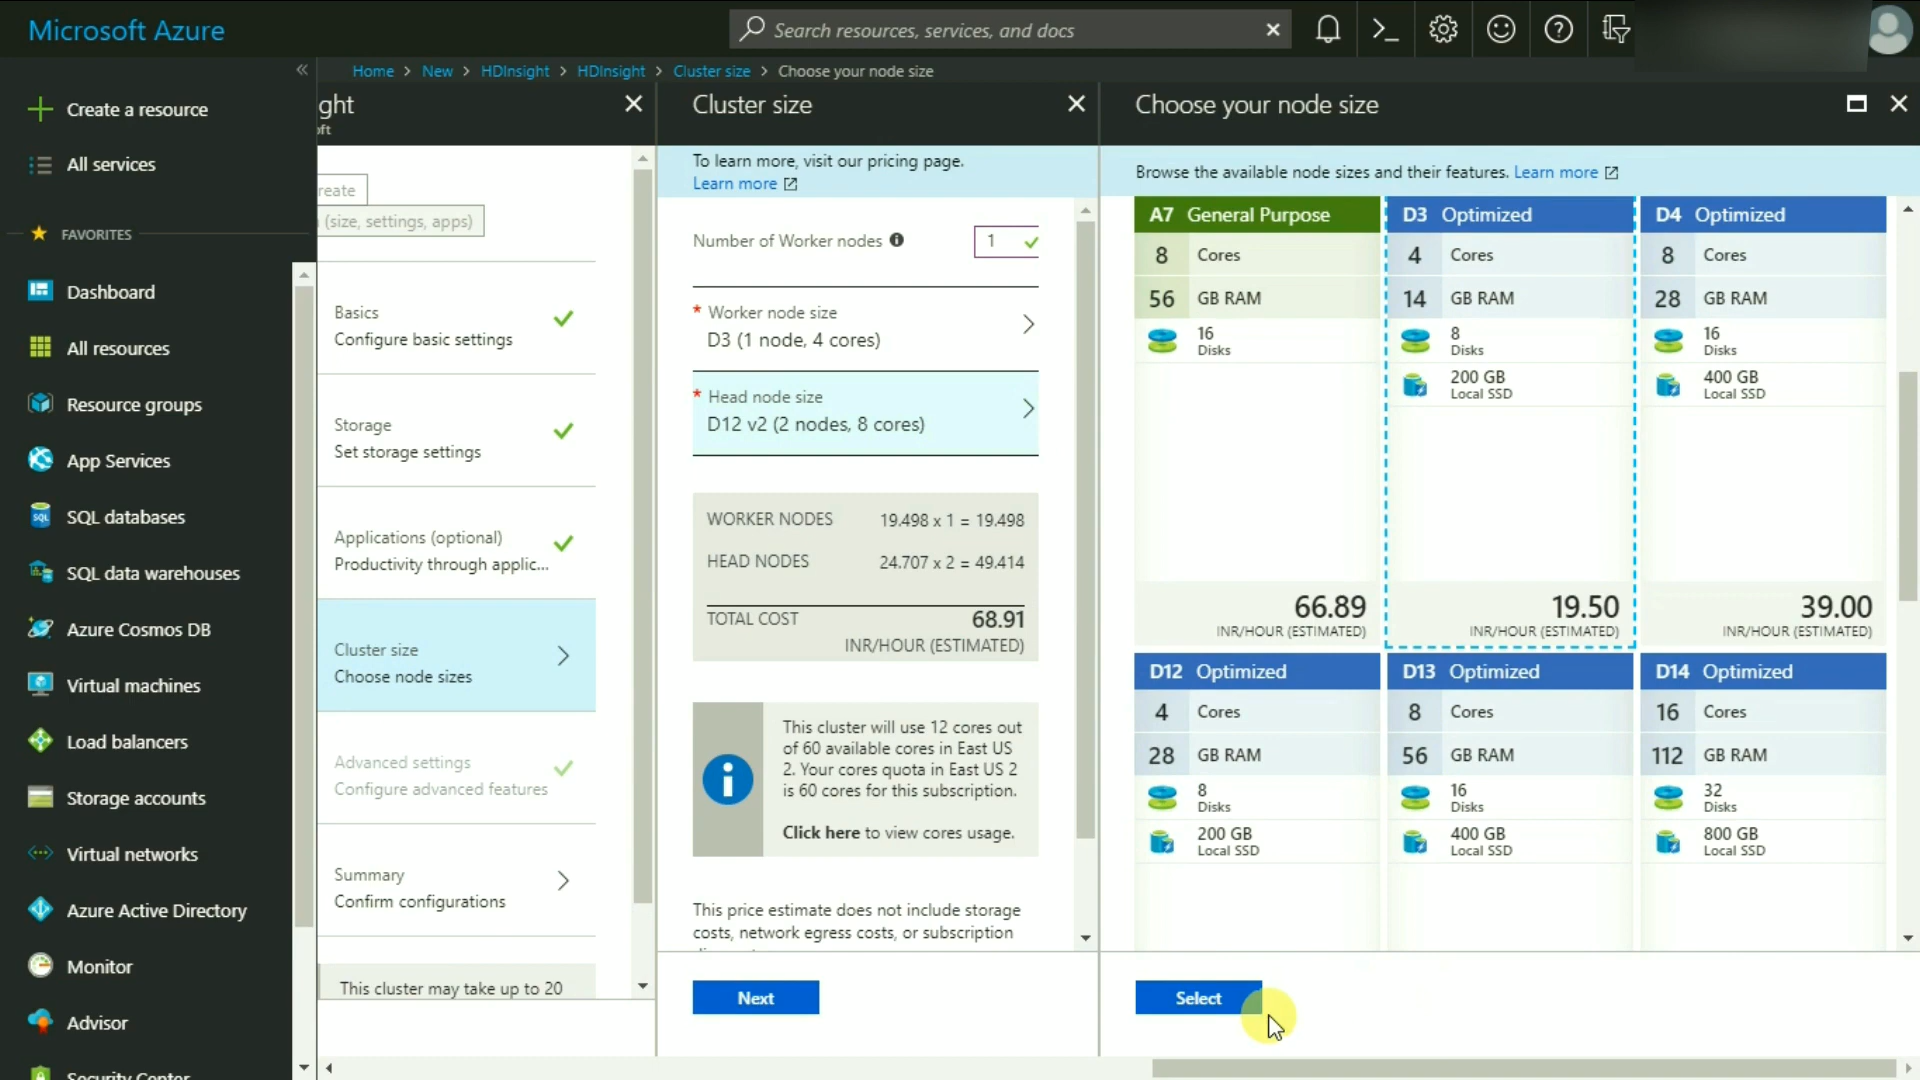 Microsoft Azure
Search resources, services, and docs
Home > New > HDInsight > HDInsight > Cluster size > Choose your node size
Create a resource
All services
FAVORITES
Dashboard
All resources
Resource groups
App Services
SQL databases
SQL data warehouses
Azure Cosmos DB
Virtual machines
Load balancers
Storage accounts
Virtual networks
Azure Active Directory
Monitor
Advisor
Security Center
ght
oft
reate
(size, settings, apps)
Basics
Configure basic settings
Storage
Set storage settings
Applications (optional)
Productivity through applic...
Cluster size
Choose node sizes
Advanced settings
Configure advanced features
Summary
Confirm configurations
This cluster may take up to 20
Cluster size
To learn more, visit our pricing page.
Learn more
Number of Worker nodes 1
* Worker node size
D3 (1 node, 4 cores)
* Head node size
D12 v2 (2 nodes, 8 cores)
WORKER NODES 19.498 x 1 = 19.498
HEAD NODES 24.707 x 2 = 49.414
TOTAL COST 68.91
INR/HOUR (ESTIMATED)
This cluster will use 12 cores out
of 60 available cores in East US
2. Your cores quota in East US 2
is 60 cores for this subscription.
Click here to view cores usage.
This price estimate does not include storage
costs, network egress costs, or subscription
Next
Choose your node size
Browse the available node sizes and their features. Learn more
A7 General Purpose
8 Cores
56 GB RAM
16
Disks
66.89
INR/HOUR (ESTIMATED)
D3 Optimized
4 Cores
14 GB RAM
8
Disks
200 GB
Local SSD
19.50
INR/HOUR (ESTIMATED)
D4 Optimized
8 Cores
28 GB RAM
16
Disks
400 GB
Local SSD
39.00
INR/HOUR (ESTIMATED)
D12 Optimized
4 Cores
28 GB RAM
8
Disks
200 GB
Local SSD
D13 Optimized
8 Cores
56 GB RAM
16
Disks
400 GB
Local SSD
D14 Optimized
16 Cores
112 GB RAM
32
Disks
800 GB
Local SSD
Select